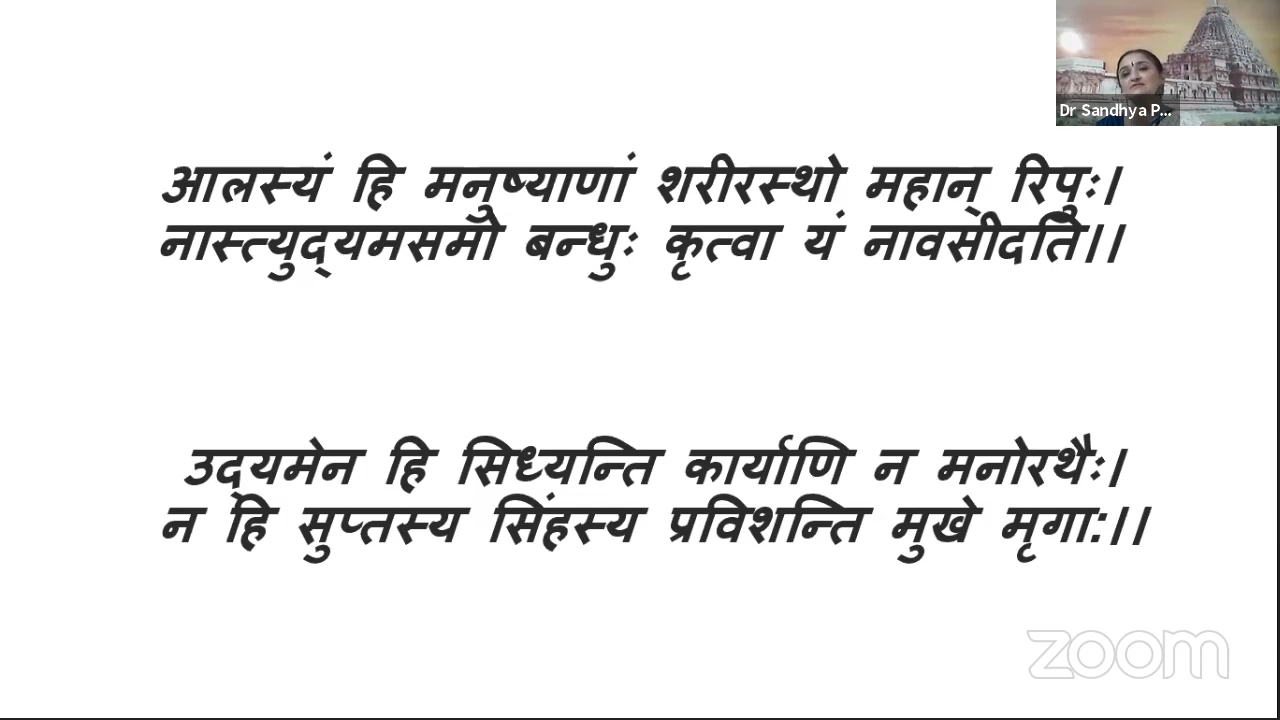 Dr Sandhya P...
आलस्यं हि मनुष्याणां शरीरस्थो महान् रिपुः।
नास्त्युद्यमसमो बन्धुः कृत्वा यं नावसीदति।।
उद्यमेन हि सिध्यन्ति कार्याणि न मनोरथैः।
न हि सुप्तस्य सिंहस्य प्रविशन्ति मुखे मृगा:।।
zoom